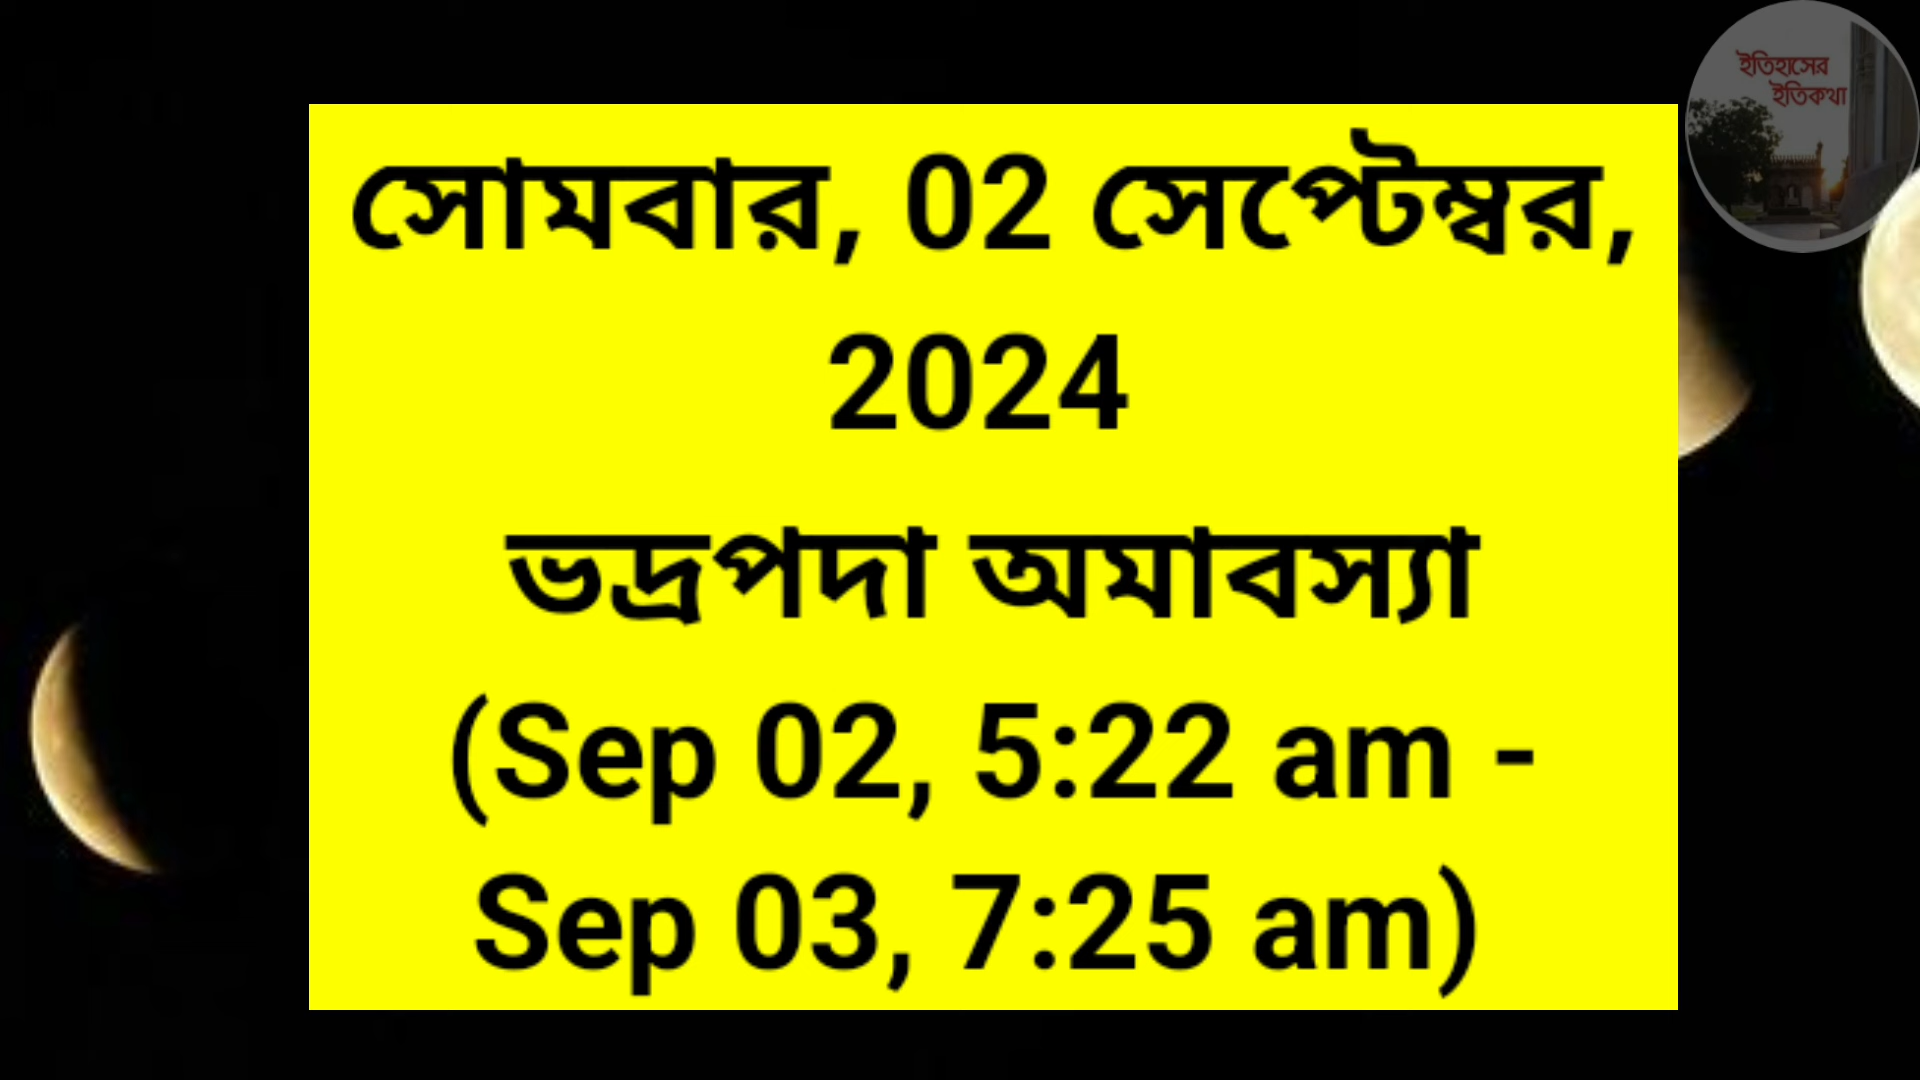 ইতিহাসের
ইতিকথা
সোমবার, 02 সেপ্টেম্বর,
2024
ভদ্রপদা অমাবস্যা
(Sep 02, 5:22 am -
Sep 03, 7:25 am)